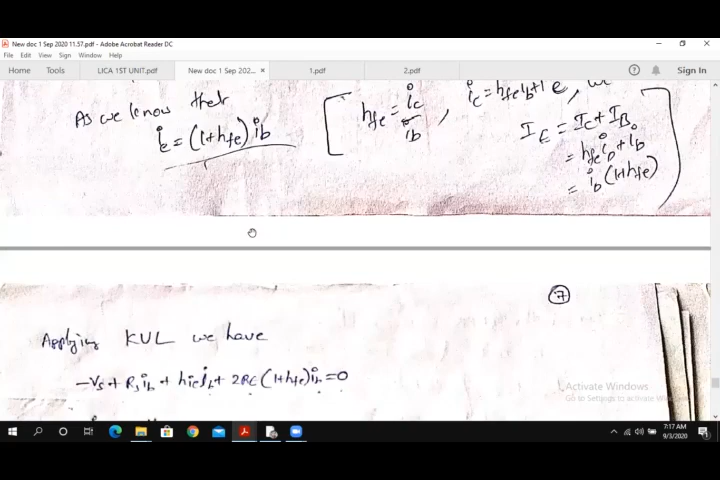 New doc 1 Sep 2020 11.57.pdf - Adobe Acrobat Reader DC
File Edit View Sign Window Help
Home Tools LICA 1ST UNIT.pdf New doc 1 Sep 202... × 1.pdf 2.pdf Sign In
As we know that
ie = (1+hfe) ib
hfe = ic/ib ,
IE = IC + IB
= hfe ib + ib
= ib (1+hfe)
7
Applying KVL we have
-Vs + Rs ib + hie ib + 2RE (1+hfe) ib = 0
Activate Windows
Go to Settings to activate Windows.
7:17 AM
9/3/2020